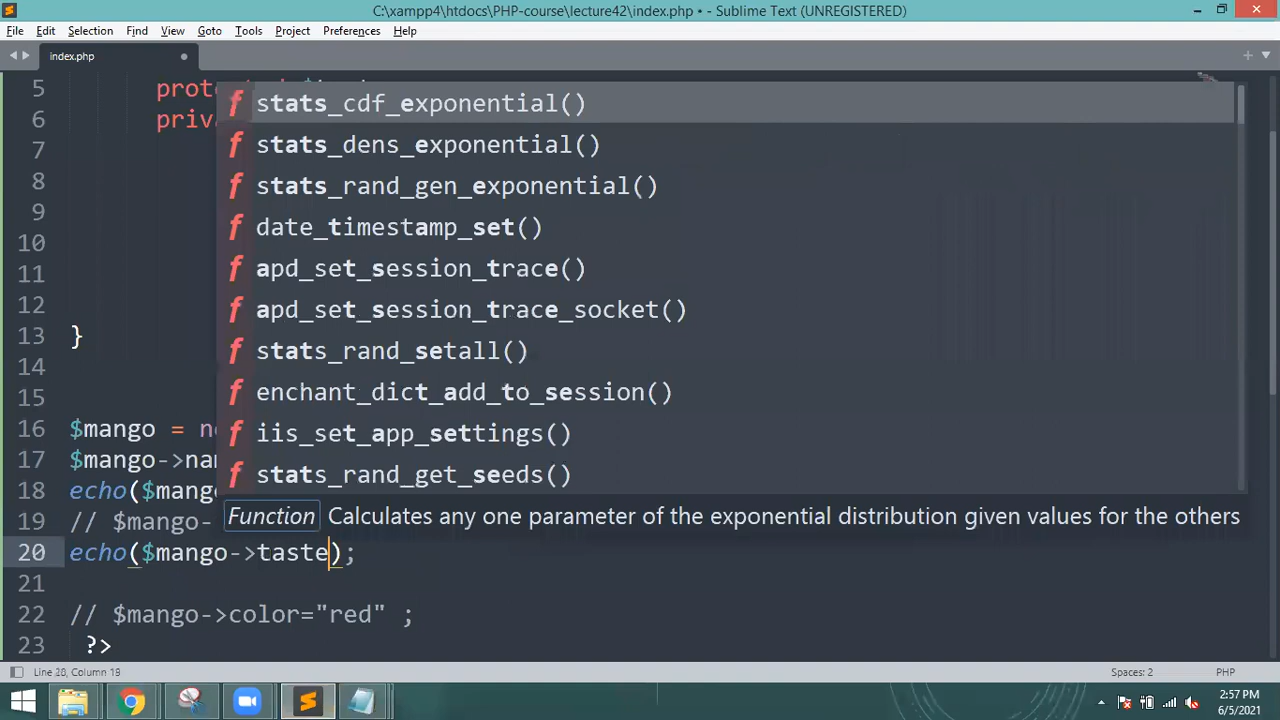 C:\xampp4\htdocs\PHP-course\lecture42\index.php • - Sublime Text (UNREGISTERED)
File Edit Selection Find View Goto Tools Project Preferences Help
index.php
5
6 priva
7
8
9
10
11
12
13 }
14
15
16 $mango = ne
17 $mango->nam
18 echo($mang
19 // $mango-
20 echo($mango->taste);
21
22 // $mango->color="red" ;
23 ?>
f stats_cdf_exponential()
f stats_dens_exponential()
f stats_rand_gen_exponential()
f date_timestamp_set()
f apd_set_session_trace()
f apd_set_session_trace_socket()
f stats_rand_setall()
f enchant_dict_add_to_session()
f iis_set_app_settings()
f stats_rand_get_seeds()
Function Calculates any one parameter of the exponential distribution given values for the others
Line 20, Column 19
Spaces: 2 PHP
2:57 PM
6/5/2021